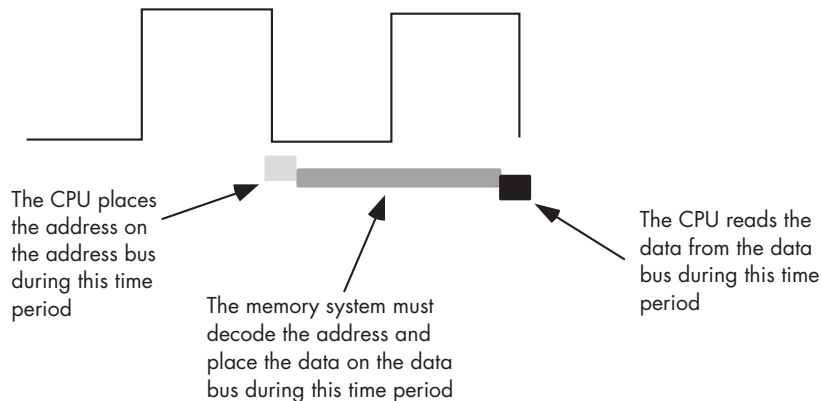 The CPU places
the address on
the address bus
during this time
period
The memory system must
decode the address and
place the data on the data
bus during this time period
The CPU reads the
data from the data
bus during this time
period